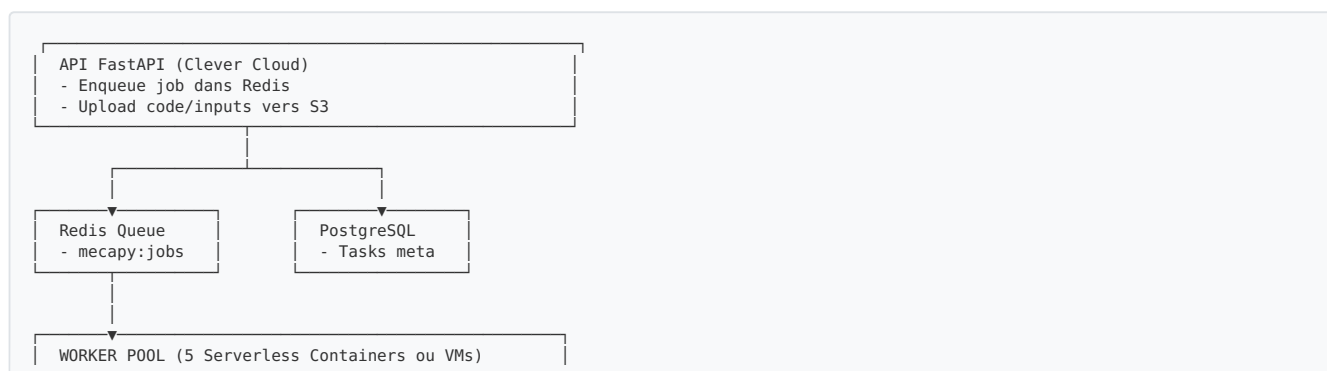 API FastAPI (Clever Cloud)
- Enqueue job dans Redis
- Upload code/inputs vers S3
Redis Queue
- mecapy:jobs
PostgreSQL
- Tasks meta
WORKER POOL (5 Serverless Containers ou VMs)